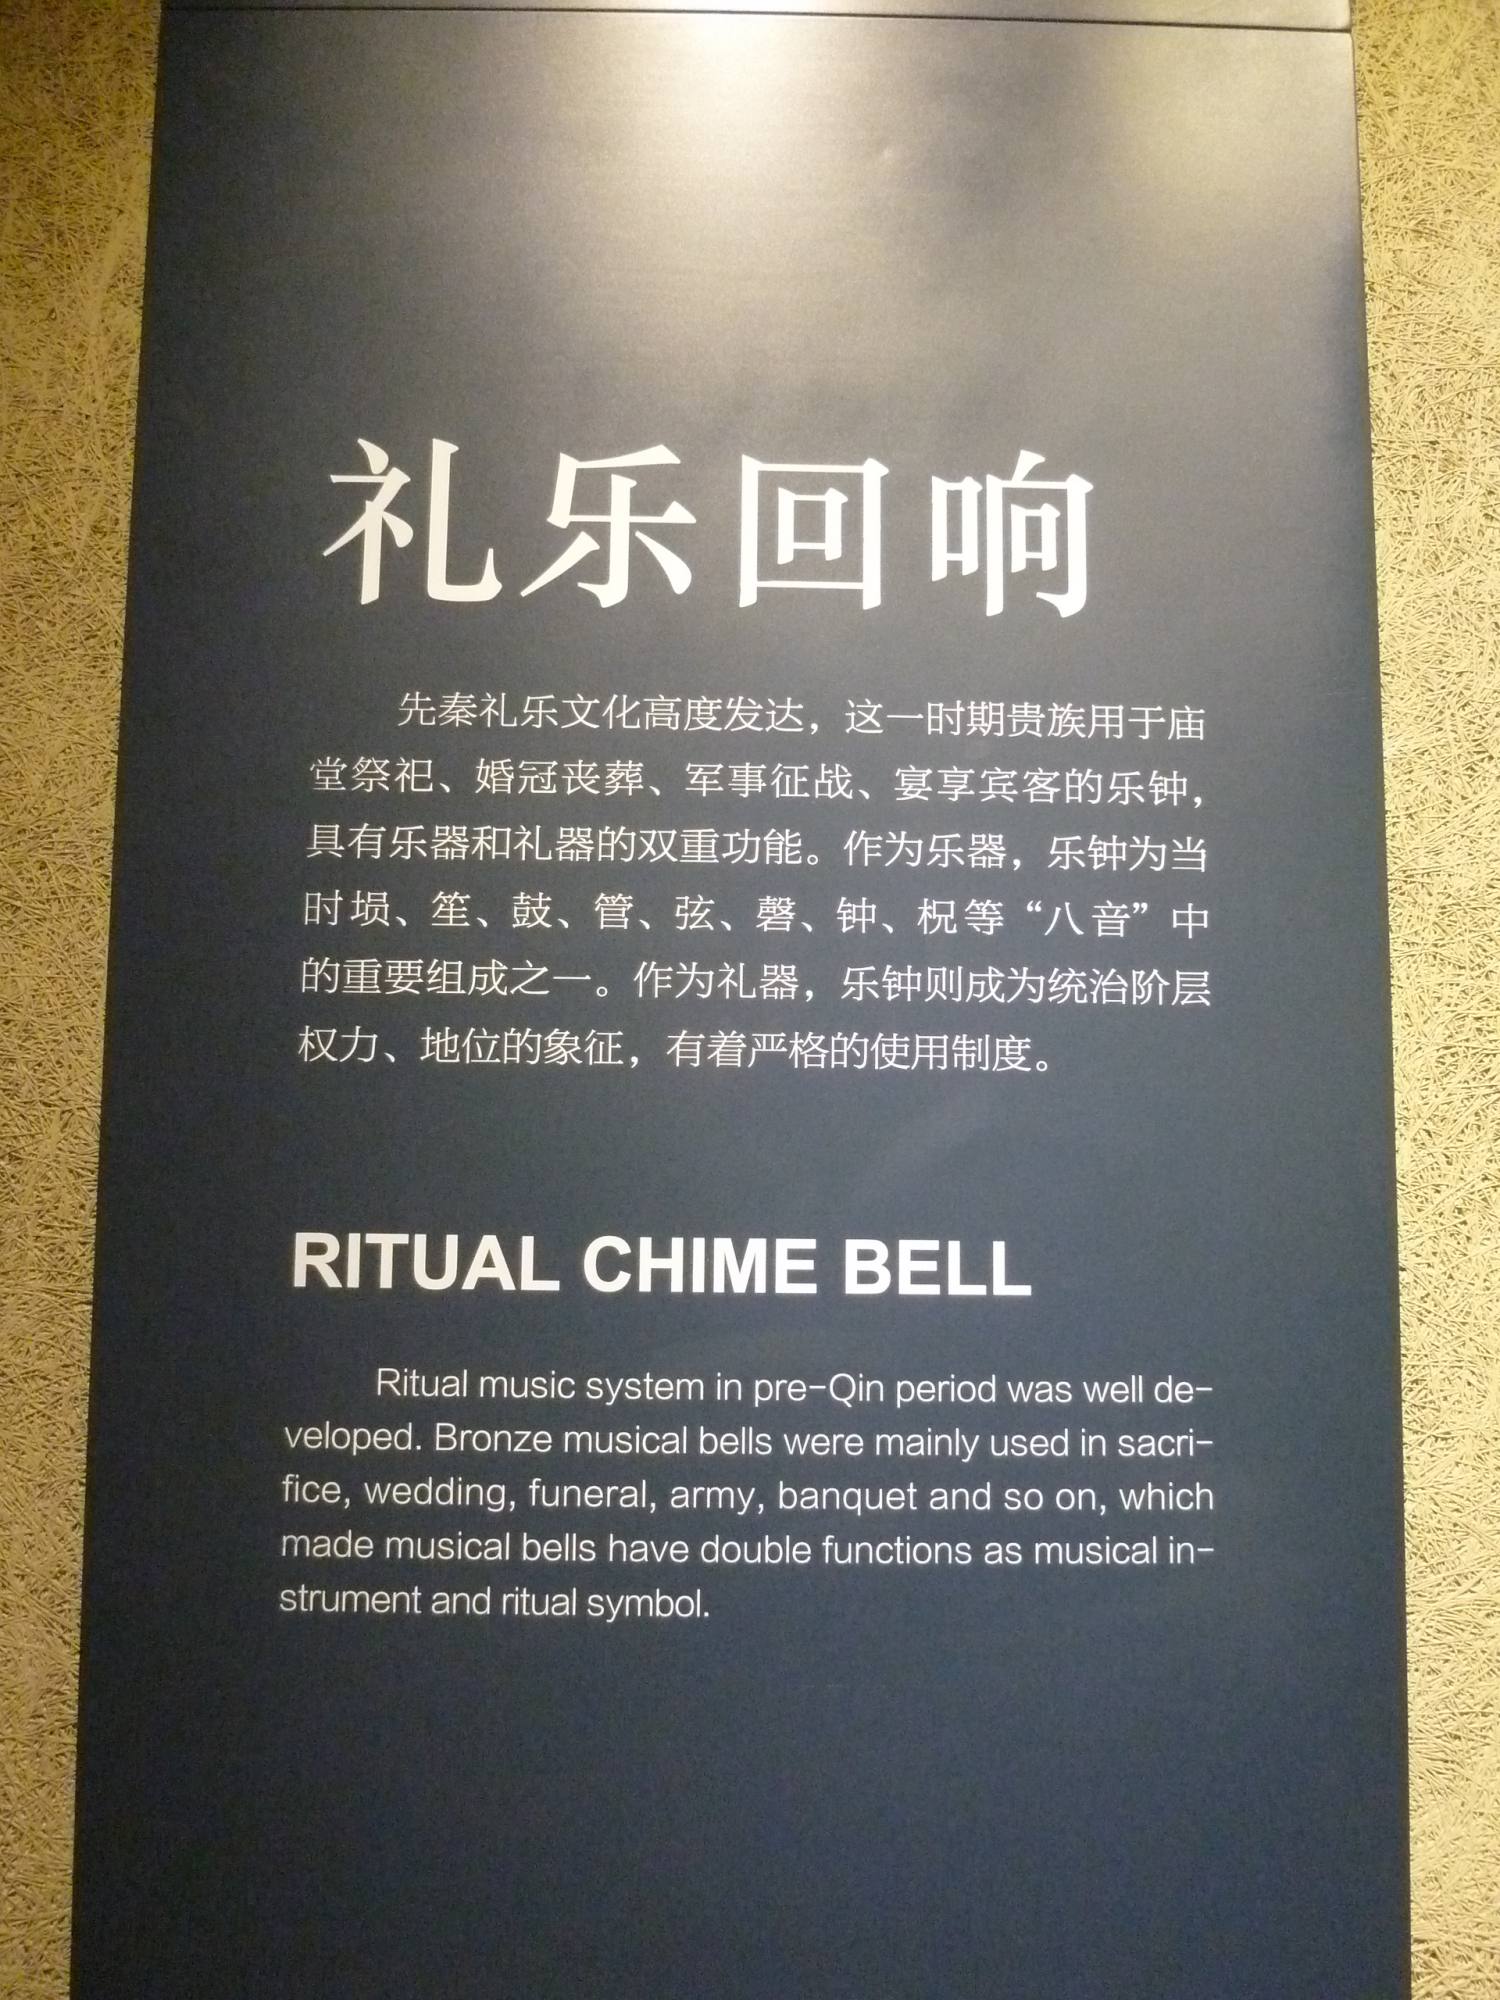 礼乐回响
先秦礼乐文化高度发达，这一时期贵族用于庙
堂祭祀、婚冠丧葬、军事征战、宴享宾客的乐钟，
具有乐器和礼器的双重功能。作为乐器，乐钟为当
时埙、笙、鼓、管、弦、磬、钟、柷等“八音”中
的重要组成之一。作为礼器，乐钟则成为统治阶层
权力、地位的象征，有着严格的使用制度。
RITUAL CHIME BELL
Ritual music system in pre-Qin period was well de-
veloped. Bronze musical bells were mainly used in sacri-
fice, wedding, funeral, army, banquet and so on, which
made musical bells have double functions as musical in-
strument and ritual symbol.